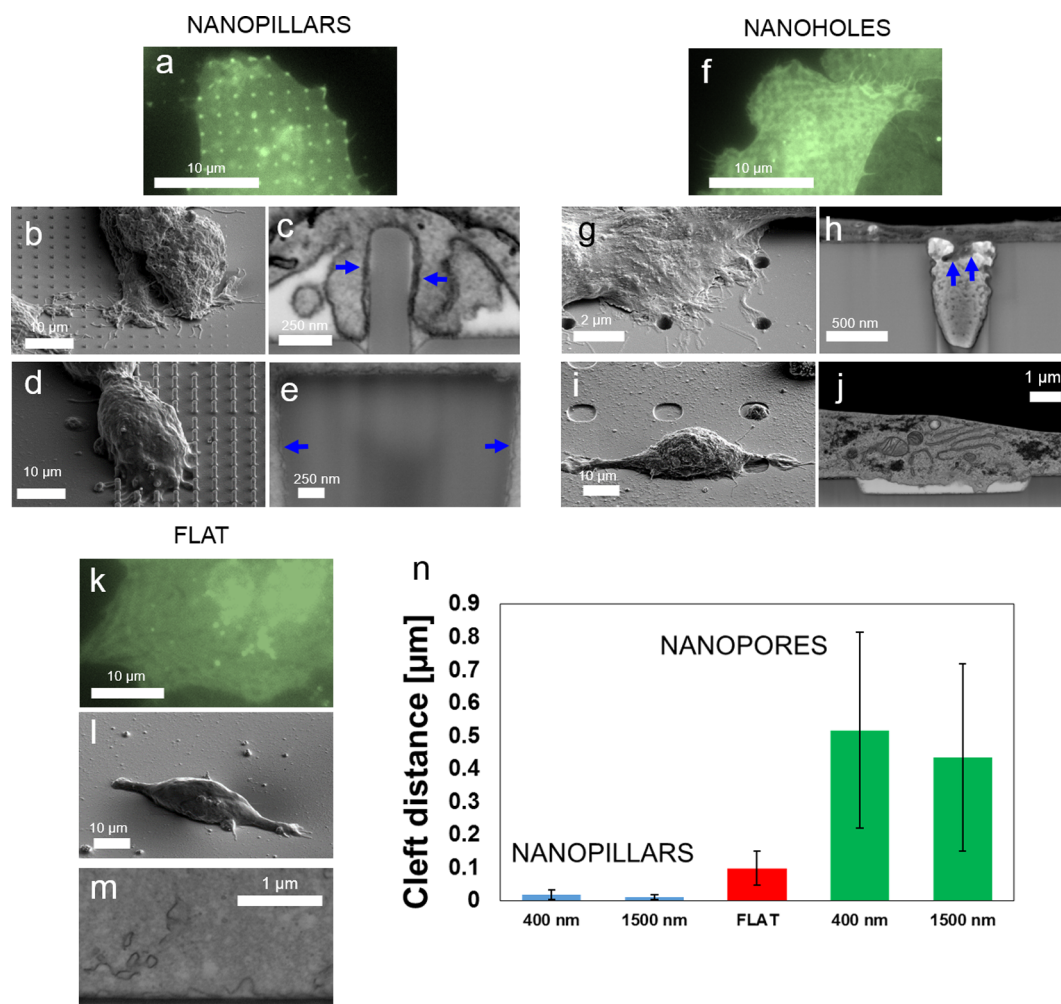 NANOPILLARS
NANOHOLES
a
10 µm
f
10 µm
b
10 µm
c
250 nm
g
2 µm
h
500 nm
d
10 µm
e
250 nm
i
10 µm
j
1 µm
FLAT
k
10 µm
l
10 µm
m
1 µm
n
Cleft distance [µm]
0.9
0.8
0.7
0.6
0.5
0.4
0.3
0.2
0.1
0
NANOPORES
NANOPILLARS
400 nm
1500 nm
FLAT
400 nm
1500 nm